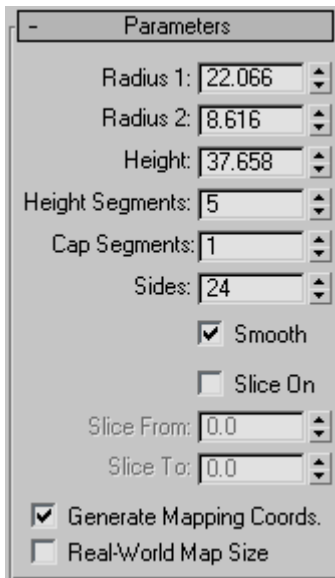 - Parameters
Radius 1: 22.066
Radius 2: 8.616
Height: 37.658
Height Segments: 5
Cap Segments: 1
Sides: 24
Smooth
Slice On
Slice From: 0.0
Slice To: 0.0
Generate Mapping Coords.
Real-World Map Size